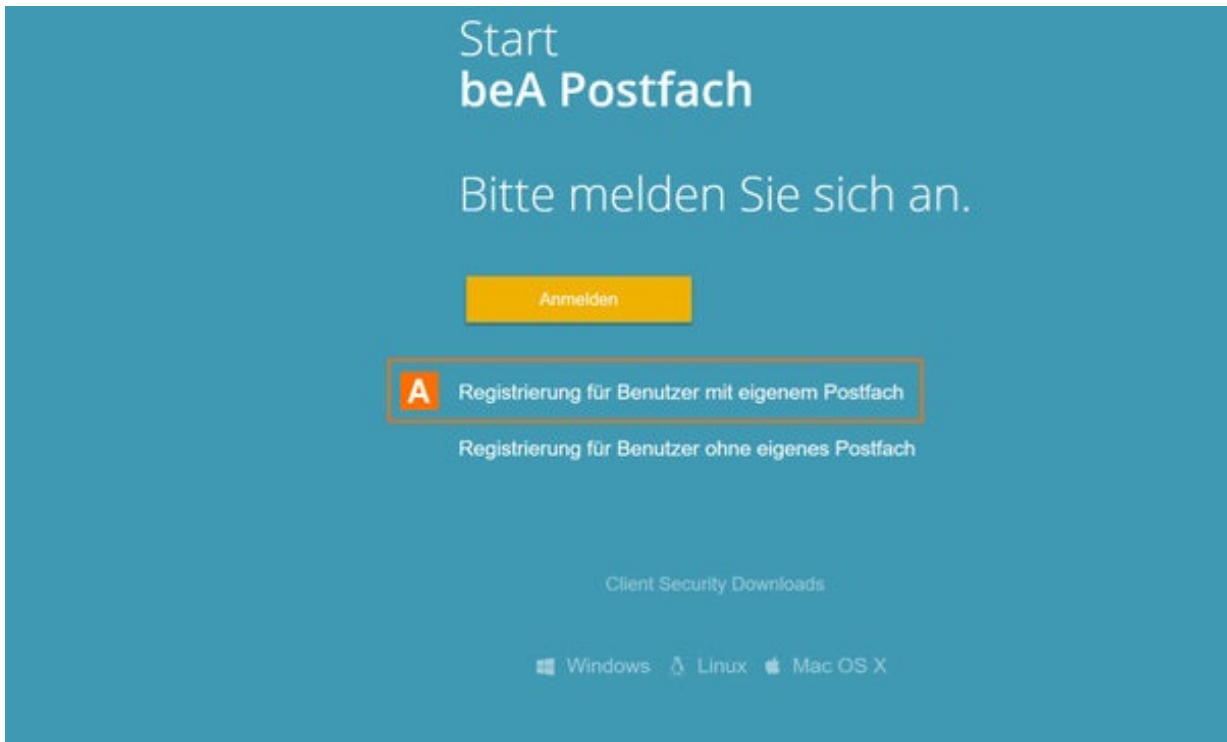 Start
beA Postfach
Bitte melden Sie sich an.
Anmelden
A Registrierung für Benutzer mit eigenem Postfach
Registrierung für Benutzer ohne eigenes Postfach
Client Security Downloads
Windows Linux Mac OS X